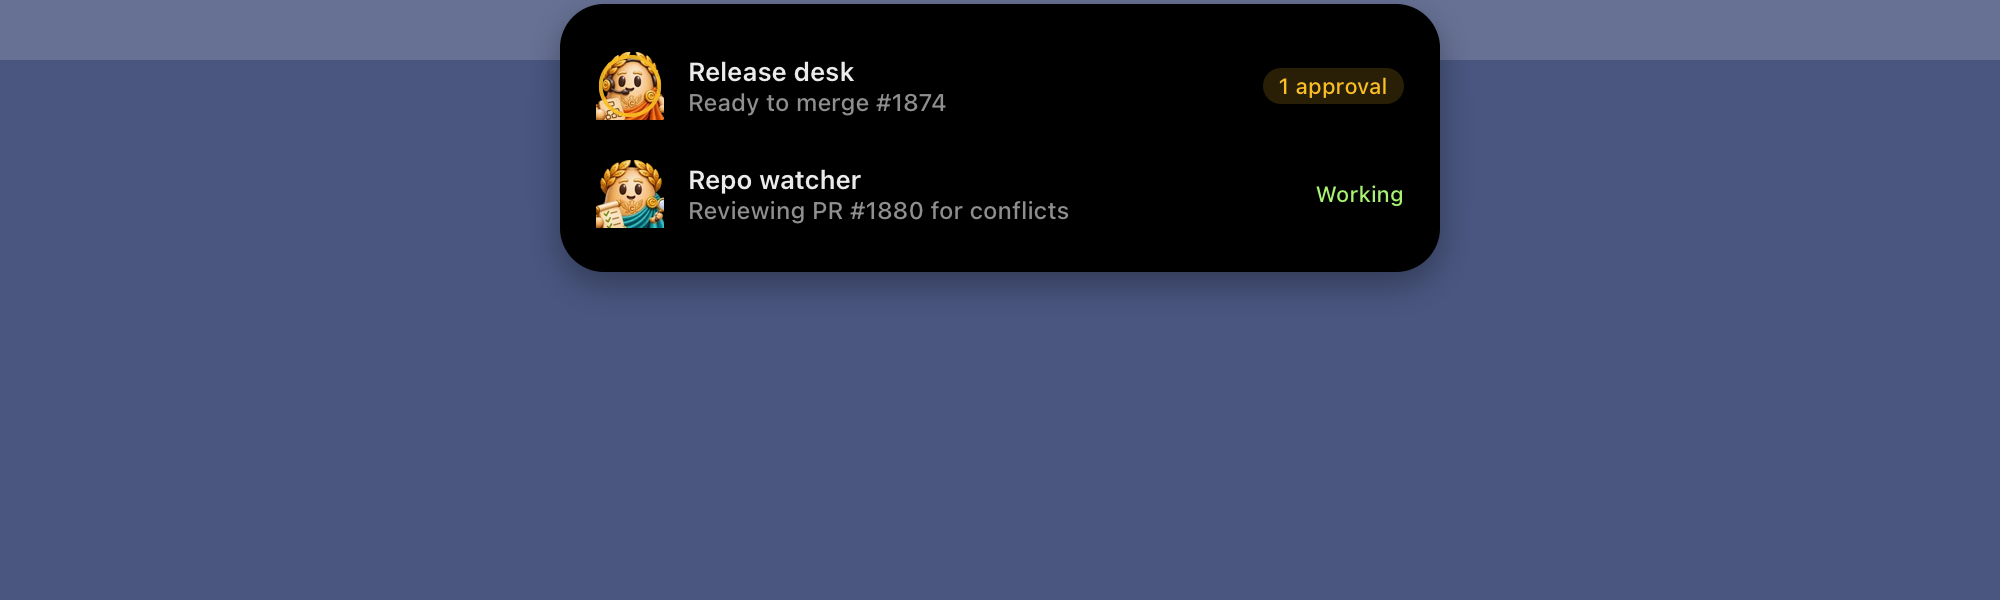 Release desk
Ready to merge #1874
1 approval
Repo watcher
Reviewing PR #1880 for conflicts
Working